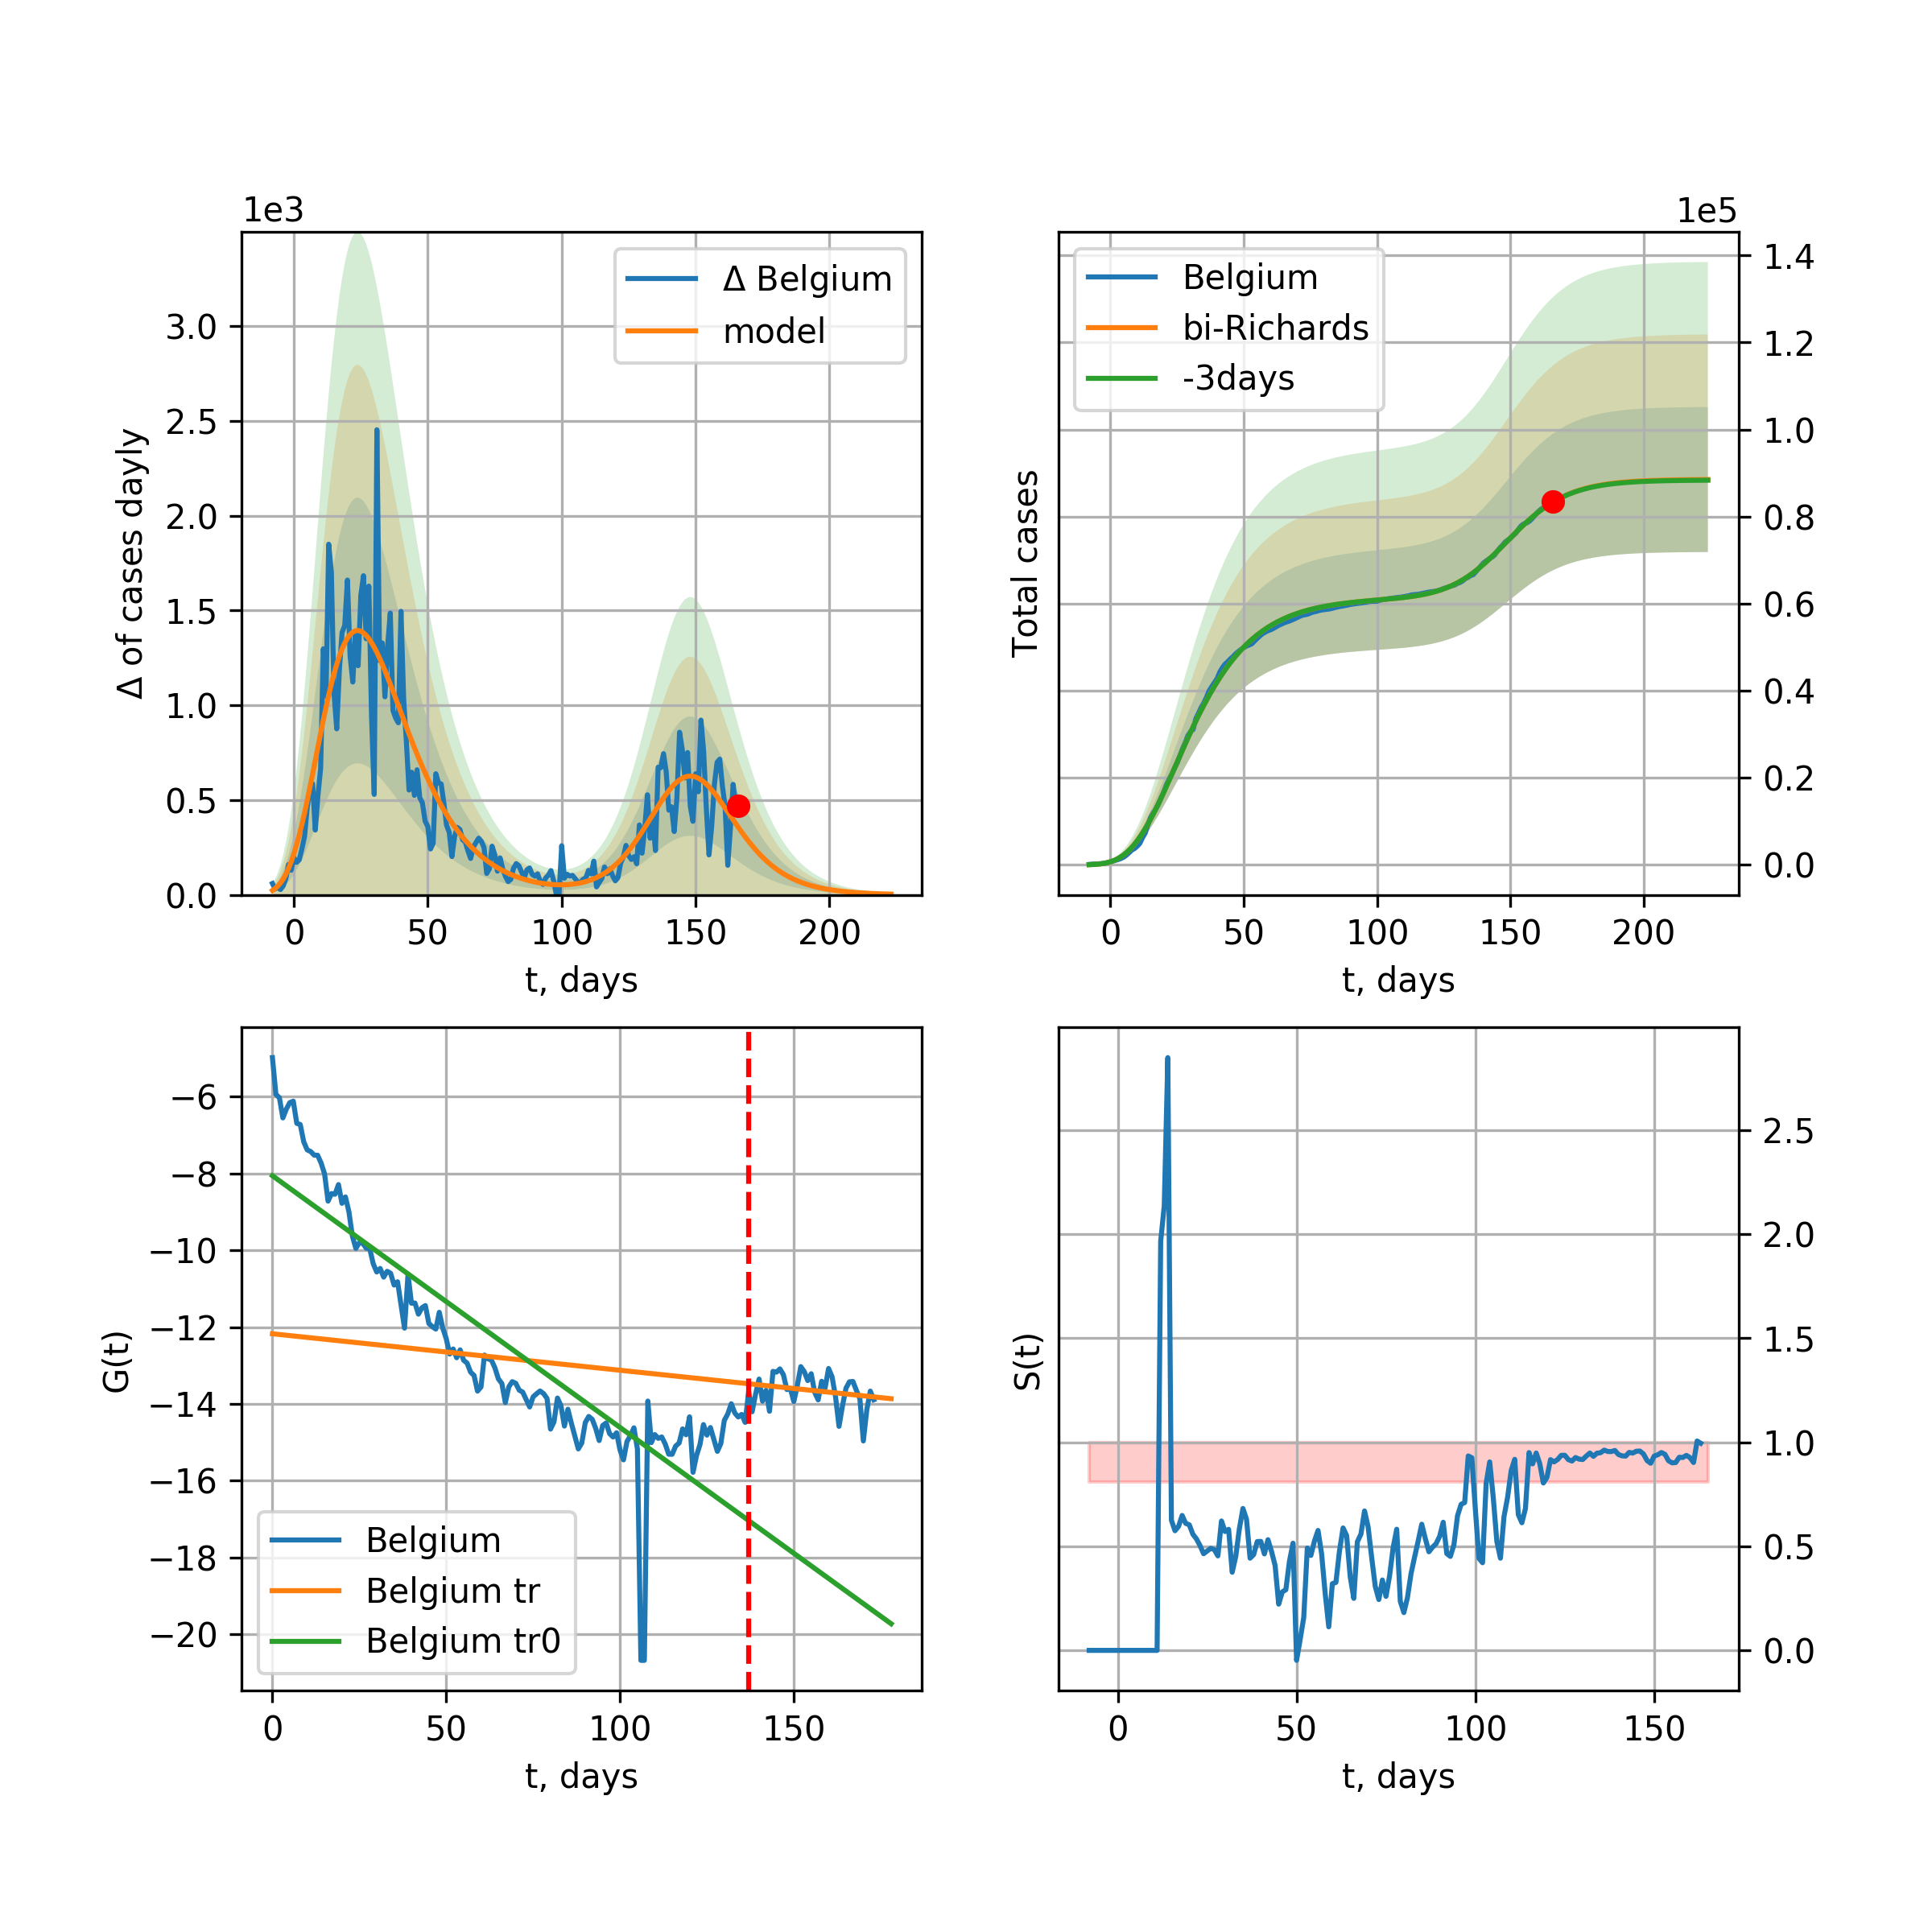 1e3
Δ of cases dayly
3.0
2.5
2.0
1.5
1.0
0.5
0.0
Δ Belgium
model
0 50 100 150 200
t, days
1e5
Total cases
Belgium
bi-Richards
-3days
1.4
1.2
1.0
0.8
0.6
0.4
0.2
0.0
0 50 100 150 200
t, days
G(t)
−6
−8
−10
−12
−14
−16
−18
−20
Belgium
Belgium tr
Belgium tr0
0 50 100 150
t, days
S(t)
2.5
2.0
1.5
1.0
0.5
0.0
0 50 100 150
t, days